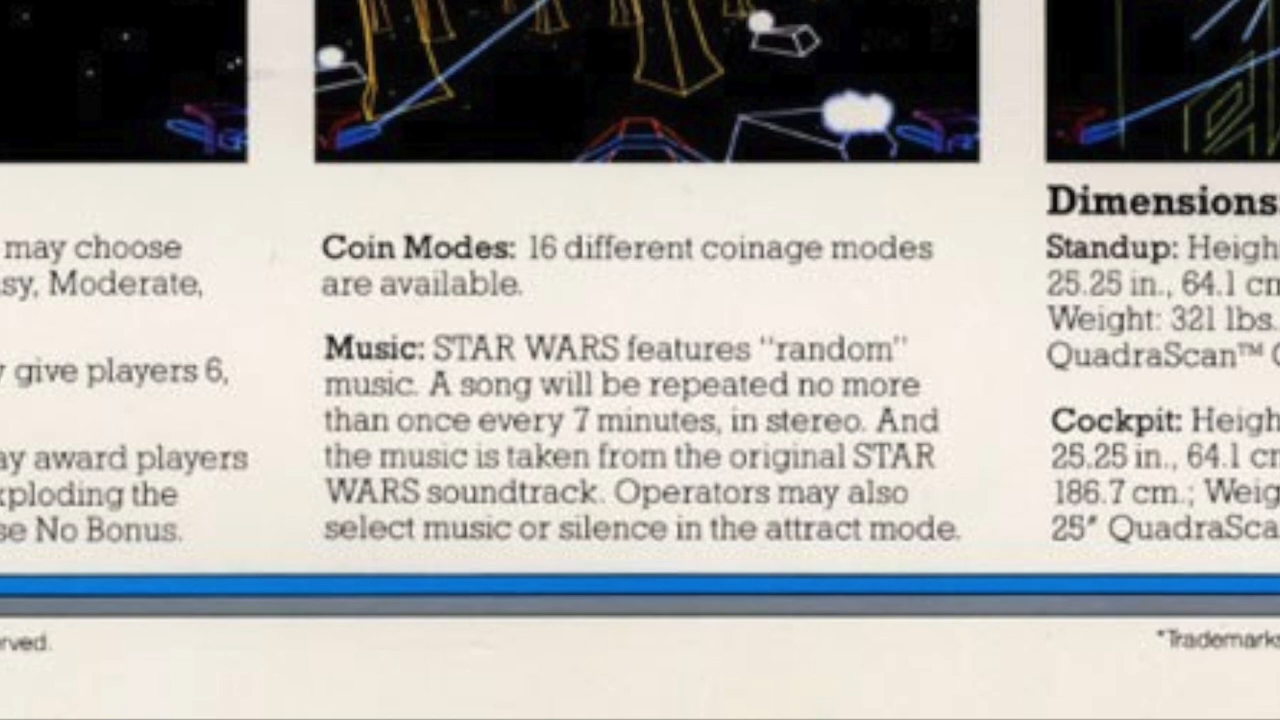 may choose
sy, Moderate,
give players 6,
ay award players
xploding the
se No Bonus.
Coin Modes: 16 different coinage modes
are available.
Music: STAR WARS features "random"
music. A song will be repeated no more
than once every 7 minutes, in stereo. And
the music is taken from the original STAR
WARS soundtrack. Operators may also
select music or silence in the attract mode.
Dimensions
Standup: Heigh
25.25 in., 64.1 cm
Weight: 321 lbs.
QuadraScan™
Cockpit: Heigh
25.25 in., 64.1 cm
186.7 cm.; Weig
25" QuadraSca
rved.
*Trademarks